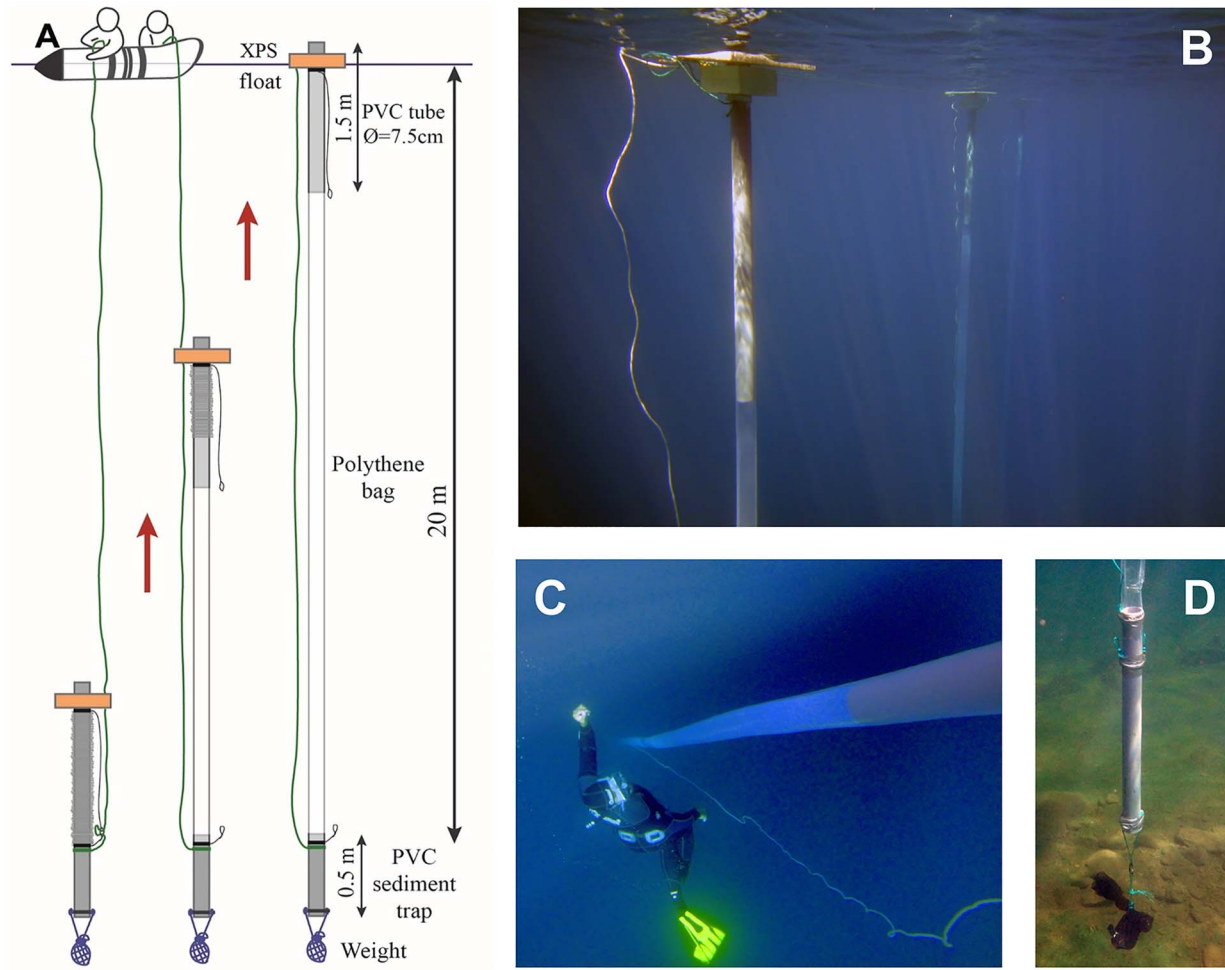 A
XPS
float
1.5 m
PVC tube
Ø=7.5cm
Polythene
bag
20 m
0.5 m
PVC
sediment
trap
Weight
B
C
D